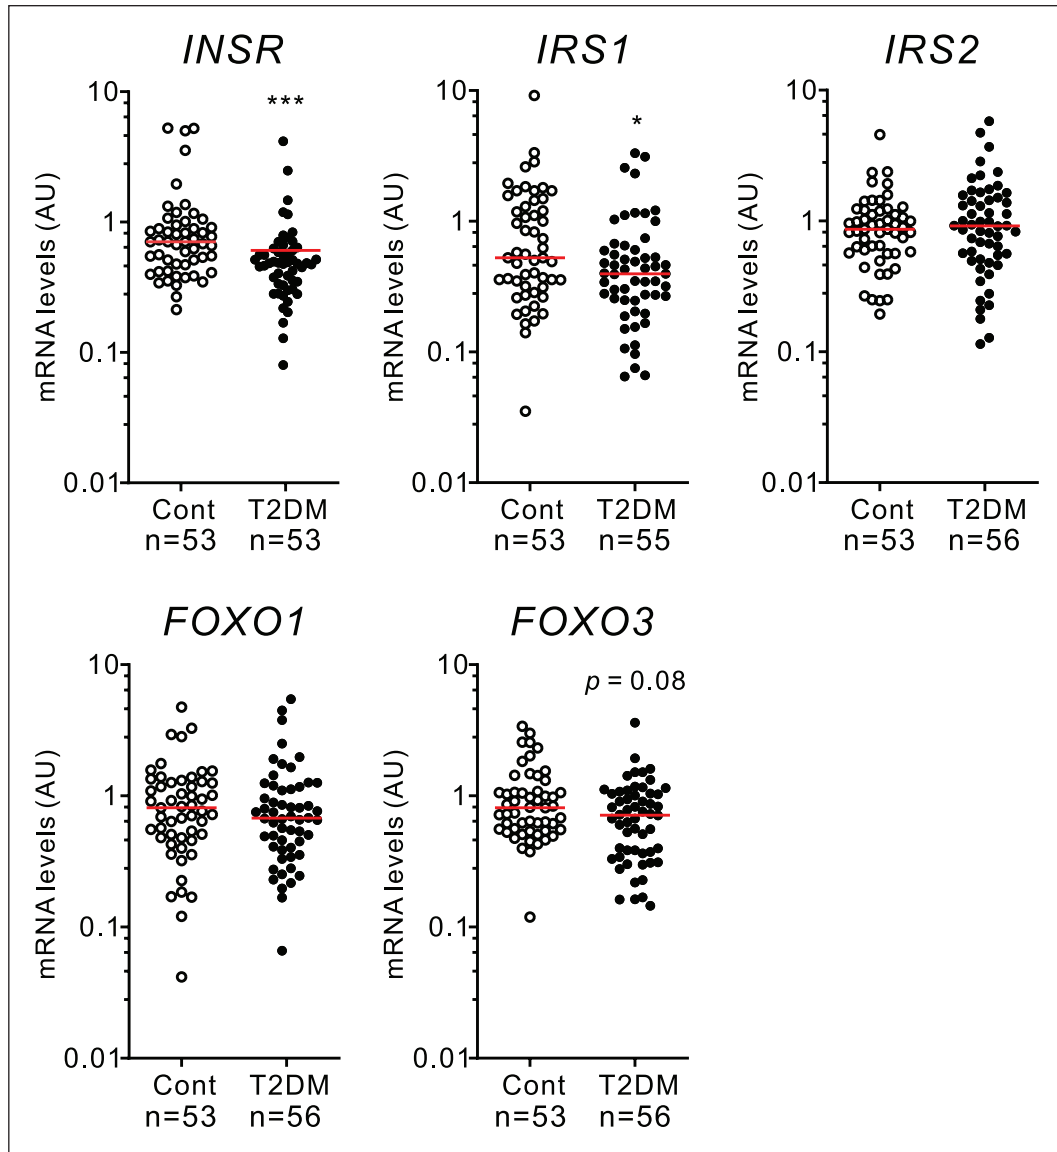 INSR
***
10
1
0.1
0.01
mRNA levels (AU)
Cont
n=53
T2DM
n=53
IRS1
*
10
1
0.1
0.01
mRNA levels (AU)
Cont
n=53
T2DM
n=55
IRS2
10
1
0.1
0.01
mRNA levels (AU)
Cont
n=53
T2DM
n=56
FOXO1
10
1
0.1
0.01
mRNA levels (AU)
Cont
n=53
T2DM
n=56
FOXO3
p = 0.08
10
1
0.1
0.01
mRNA levels (AU)
Cont
n=53
T2DM
n=56